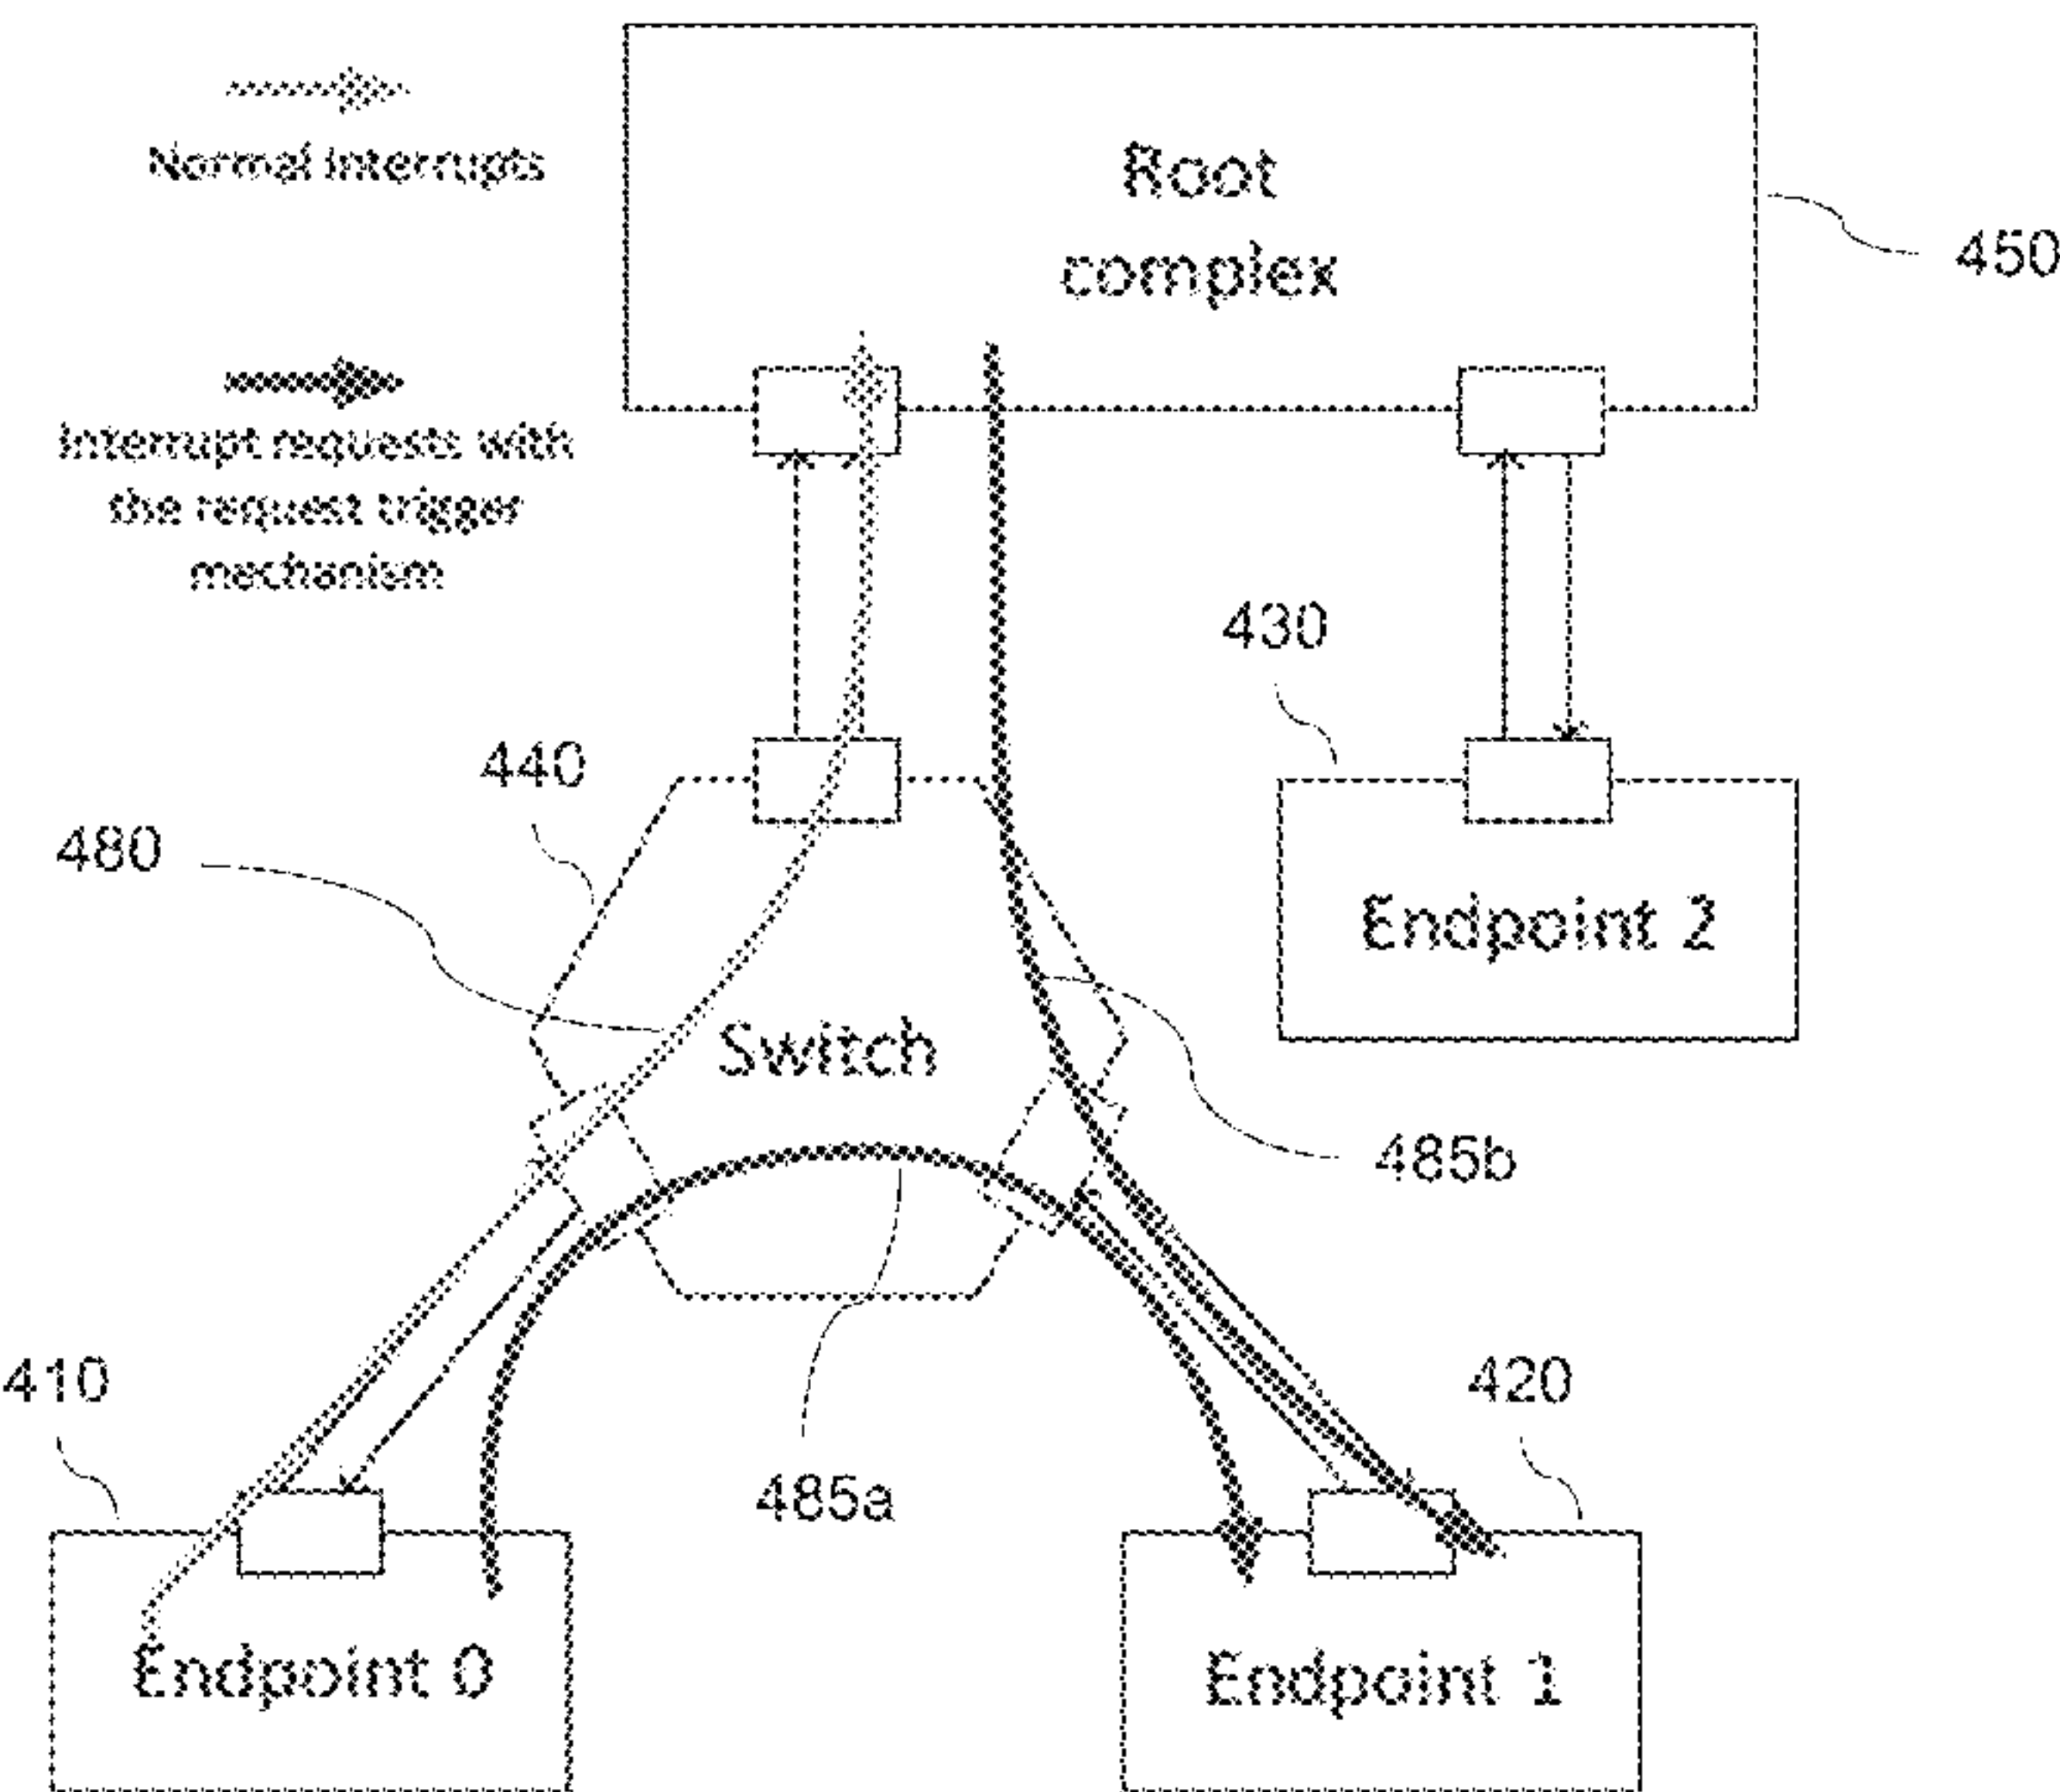 Normal interrupts
Root
complex
450
Interrupt requests with
the request trigger
mechanism
430
440
480
Endpoint 2
Switch
485b
410
420
485a
Endpoint 0
Endpoint 1